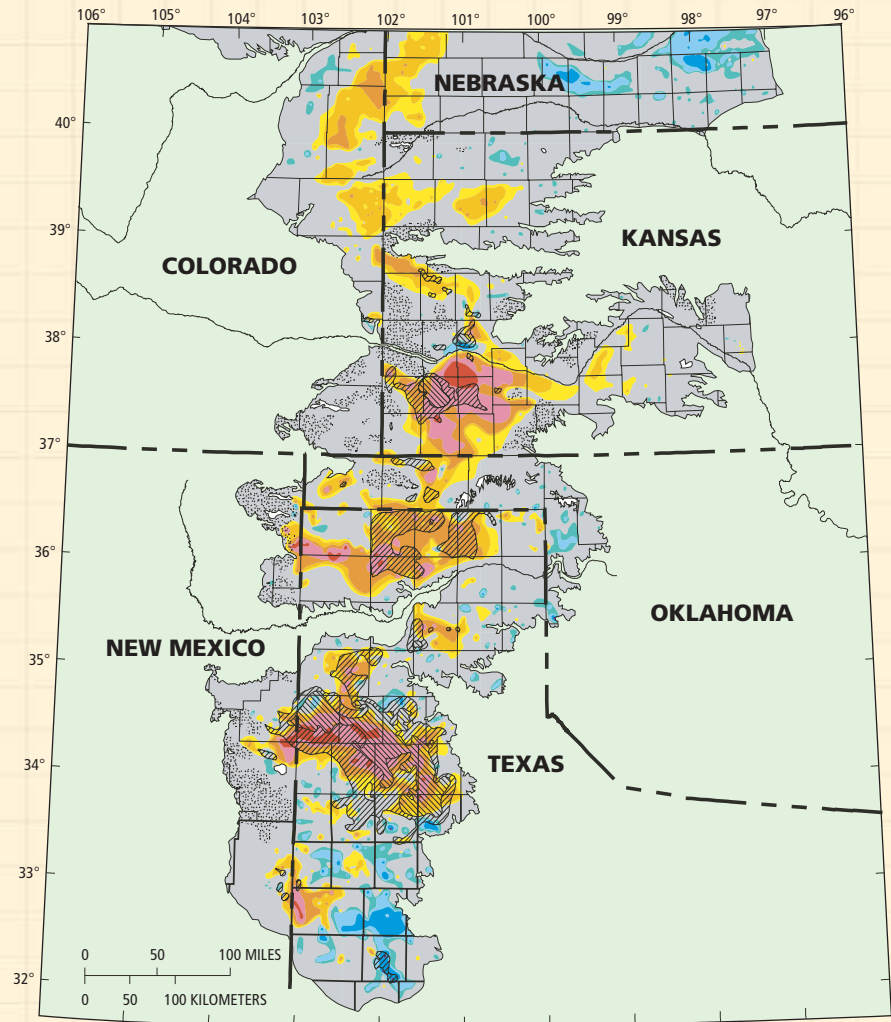 106° 105° 104° 103° 102° 101° 100° 99° 98° 97° 96°
NEBRASKA
40°
39°
KANSAS
COLORADO
38°
37°
36°
OKLAHOMA
NEW MEXICO
35°
TEXAS
34°
33°
0 50 100 MILES
32°
0 50 100 KILOMETERS